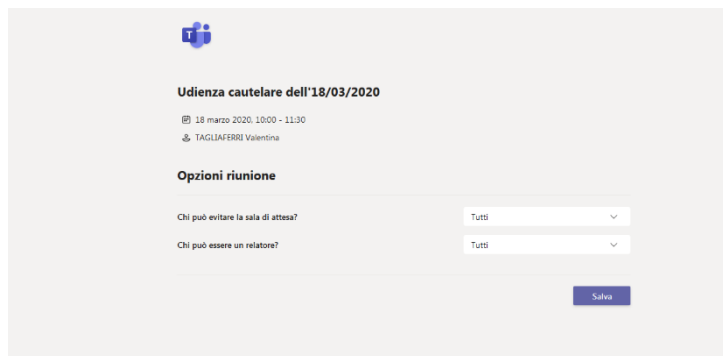 T
Udienza cautelare dell'18/03/2020
18 marzo 2020, 10:00 - 11:30
TAGLIAFERRI Valentina
Opzioni riunione
Chi può evitare la sala di attesa? Tutti
Chi può essere un relatore? Tutti
Salva